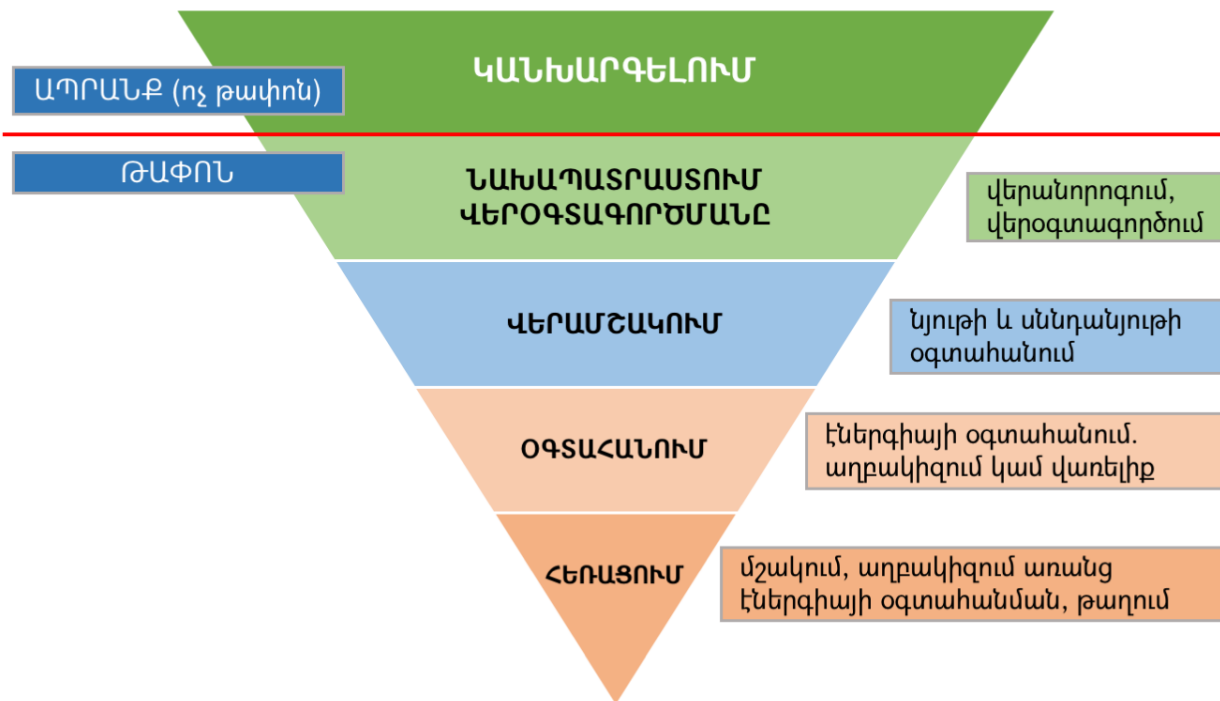 ԿԱՆԽԱՐԳԵԼՈՒՄ
ԱՊՐԱՆՔ (ոչ թափոն)
ԹԱՓՈՆ
ՆԱԽԱՊԱՏՐԱՍՏՈՒՄ
ՎԵՐՕԳՏԱԳՈՐԾՄԱՆԸ
վերանորոգում,
վերօգտագործում
ՎԵՐԱՄՇԱԿՈՒՄ
նյութի և սննդանյութի
օգտահանում
ՕԳՏԱՀԱՆՈՒՄ
էներգիայի օգտահանում.
աղբակիզում կամ վառելիք
ՀԵՌԱՑՈՒՄ
մշակում, աղբակիզում առանց
էներգիայի օգտահանման, թաղում